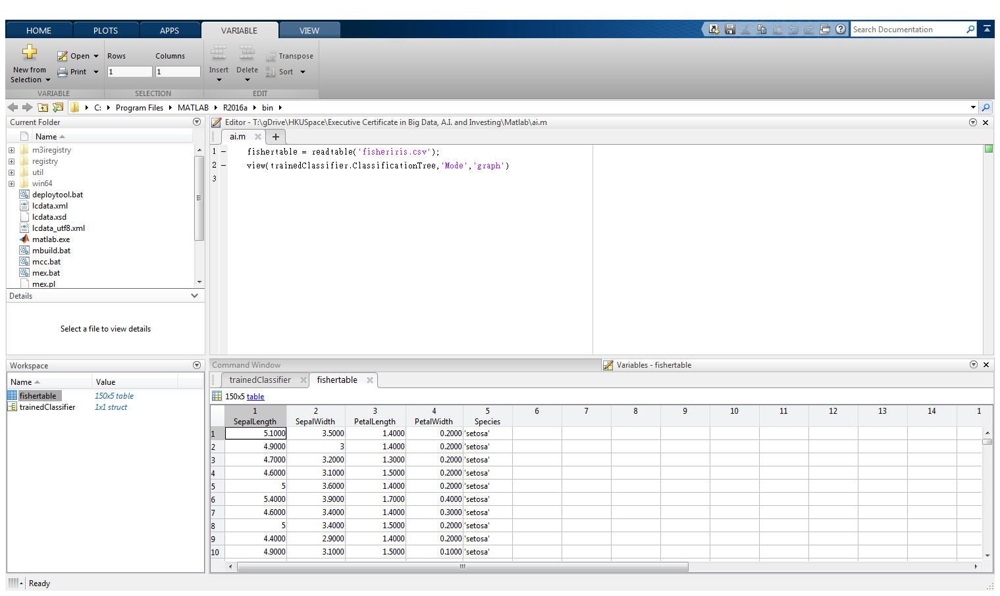 HOME PLOTS APPS VARIABLE VIEW Search Documentation
New from Selection Open Print Rows Columns 1 1 Insert Delete Transpose Sort
VARIABLE SELECTION EDIT
C: Program Files MATLAB R2016a bin
Current Folder
Name
m3iregistry
registry
util
win64
deploytool.bat
lcdata.xml
lcdata.xsd
lcdata_utf8.xml
matlab.exe
mbuild.bat
mcc.bat
mex.bat
mex.pl
Details
Select a file to view details
Editor - T:\gDrive\HKUSpace\Executive Certificate in Big Data, A.I. and Investing\Matlab\ai.m
ai.m
1 – fishertable = readtable('fisheriris.csv');
2 – view(trainedClassifier.ClassificationTree,'Mode','graph')
3
Workspace
Name Value
fishertable 150x5 table
trainedClassifier 1x1 struct
Command Window
Variables - fishertable
trainedClassifier fishertable
150x5 table
1 2 3 4 5 6 7 8 9 10 11 12 13 14 1
SepalLength SepalWidth PetalLength PetalWidth Species
1 5.1000 3.5000 1.4000 0.2000 'setosa'
2 4.9000 3 1.4000 0.2000 'setosa'
3 4.7000 3.2000 1.3000 0.2000 'setosa'
4 4.6000 3.1000 1.5000 0.2000 'setosa'
5 5 3.6000 1.4000 0.2000 'setosa'
6 5.4000 3.9000 1.7000 0.4000 'setosa'
7 4.6000 3.4000 1.4000 0.3000 'setosa'
8 5 3.4000 1.5000 0.2000 'setosa'
9 4.4000 2.9000 1.4000 0.2000 'setosa'
10 4.9000 3.1000 1.5000 0.1000 'setosa'
Ready